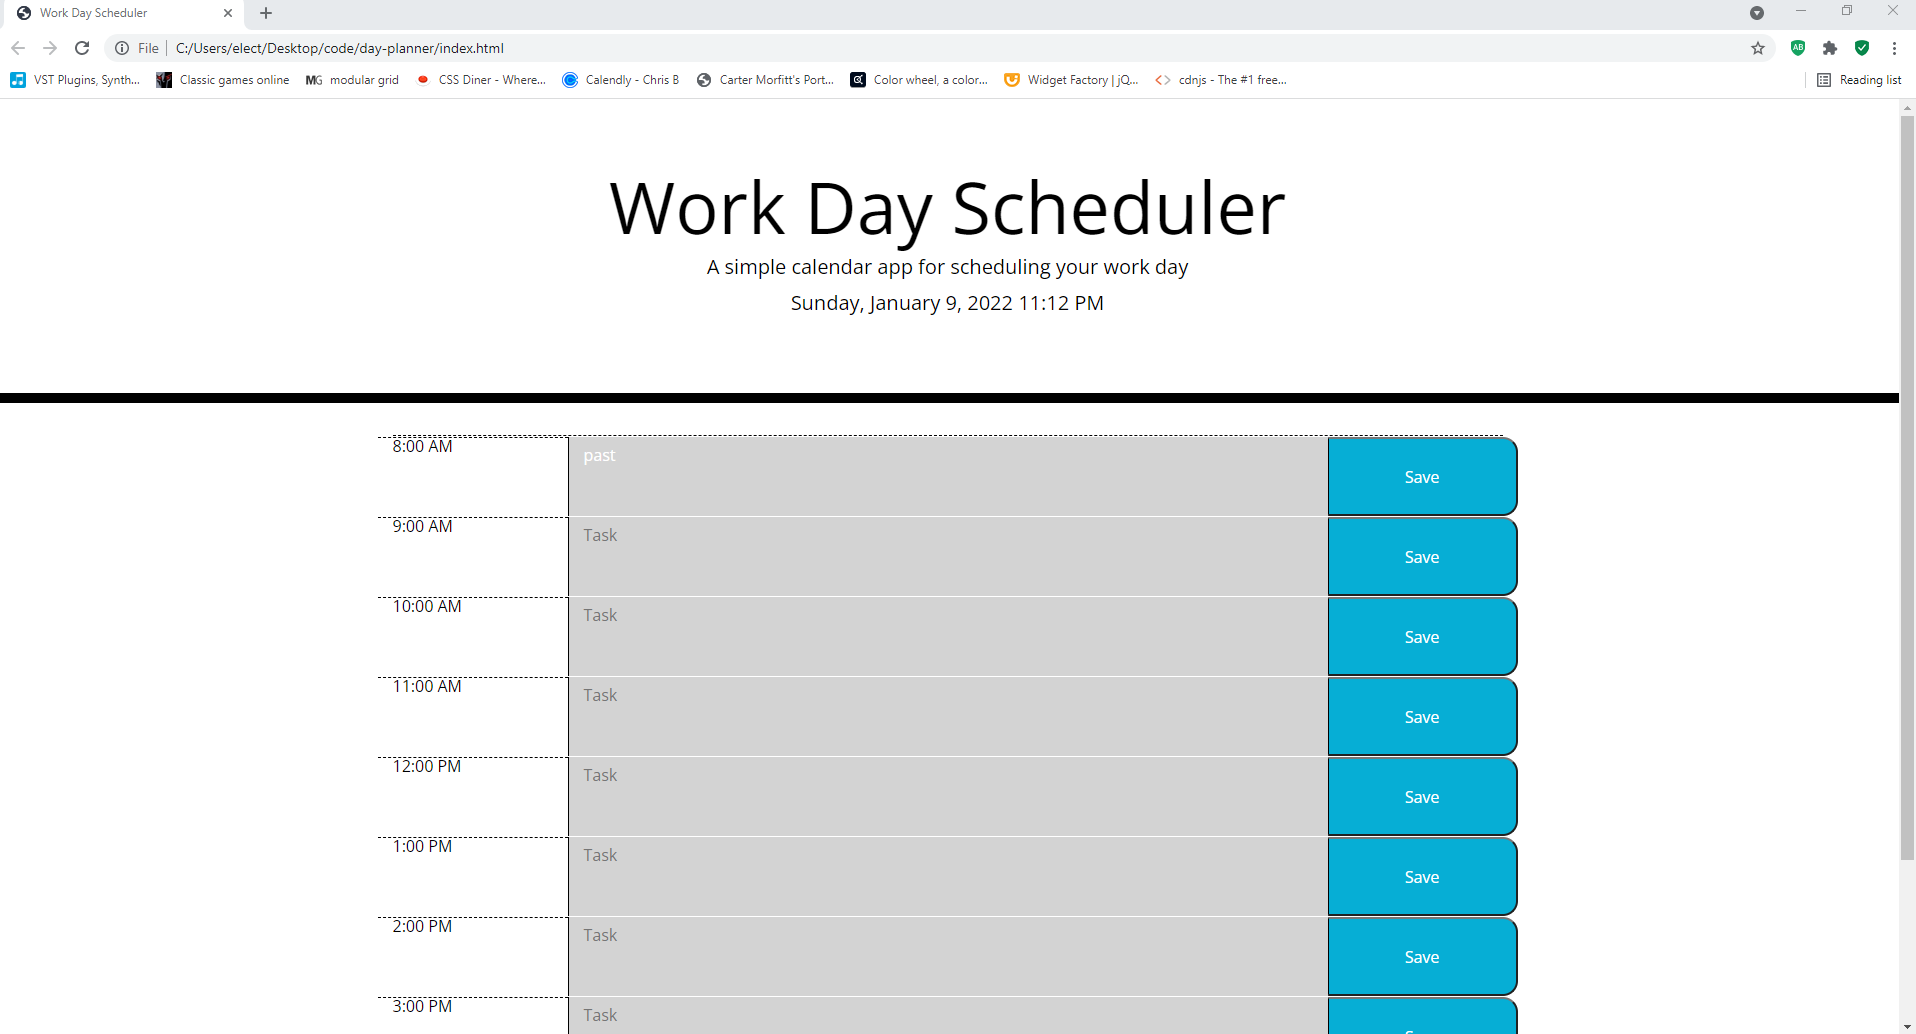 Work Day Scheduler
File C:/Users/elect/Desktop/code/day-planner/index.html
VST Plugins, Synth... Classic games online MG modular grid CSS Diner - Where... Calendly - Chris B Carter Morfitt's Port... Color wheel, a color... Widget Factory | jQ... cdnjs - The #1 free... Reading list
Work Day Scheduler
A simple calendar app for scheduling your work day
Sunday, January 9, 2022 11:12 PM
8:00 AM past Save
9:00 AM Task Save
10:00 AM Task Save
11:00 AM Task Save
12:00 PM Task Save
1:00 PM Task Save
2:00 PM Task Save
3:00 PM Task